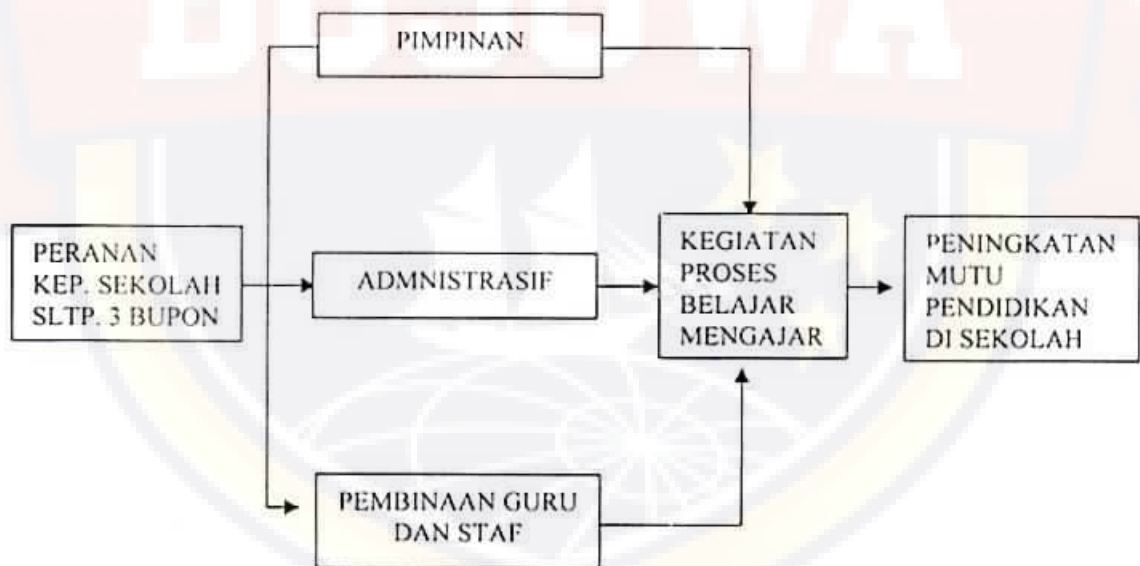 BOSOWA
PIMPINAN
PERANAN
KEP. SEKOLAH
SLTP. 3 BUPON
ADMNISTRASIF
PEMBINAAN GURU
DAN STAF
KEGIATAN
PROSES
BELAJAR
MENGAJAR
PENINGKATAN
MUTU
PENDIDIKAN
DI SEKOLAH